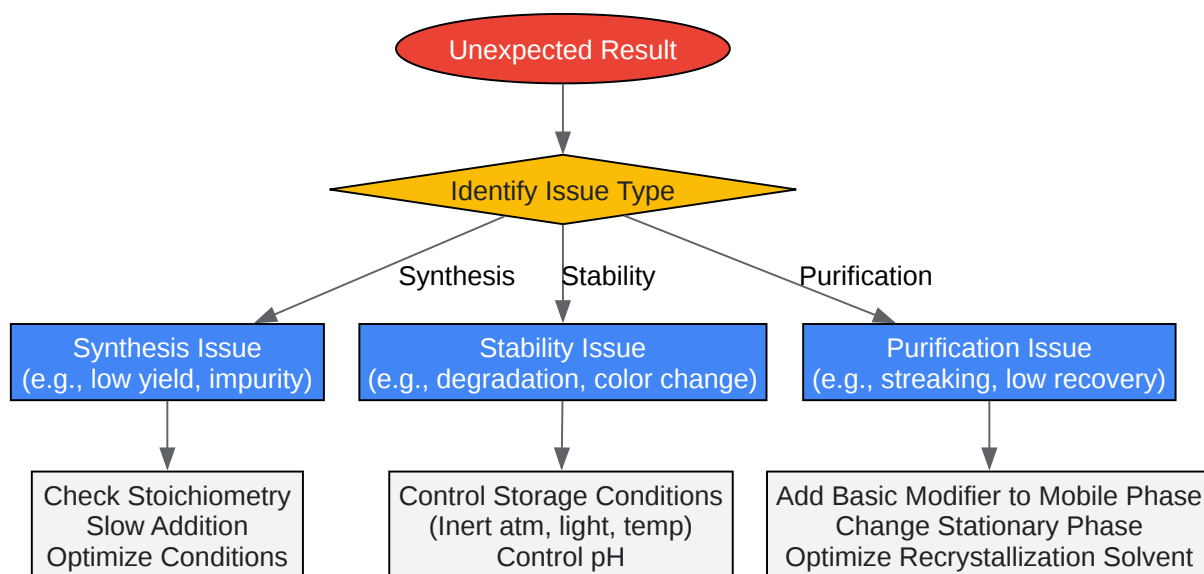 Unexpected Result
Identify Issue Type
Synthesis
Stability
Purification
Synthesis Issue
(e.g., low yield, impurity)
Stability Issue
(e.g., degradation, color change)
Purification Issue
(e.g., streaking, low recovery)
Check Stoichiometry
Slow Addition
Optimize Conditions
Control Storage Conditions
(Inert atm, light, temp)
Control pH
Add Basic Modifier to Mobile Phase
Change Stationary Phase
Optimize Recrystallization Solvent